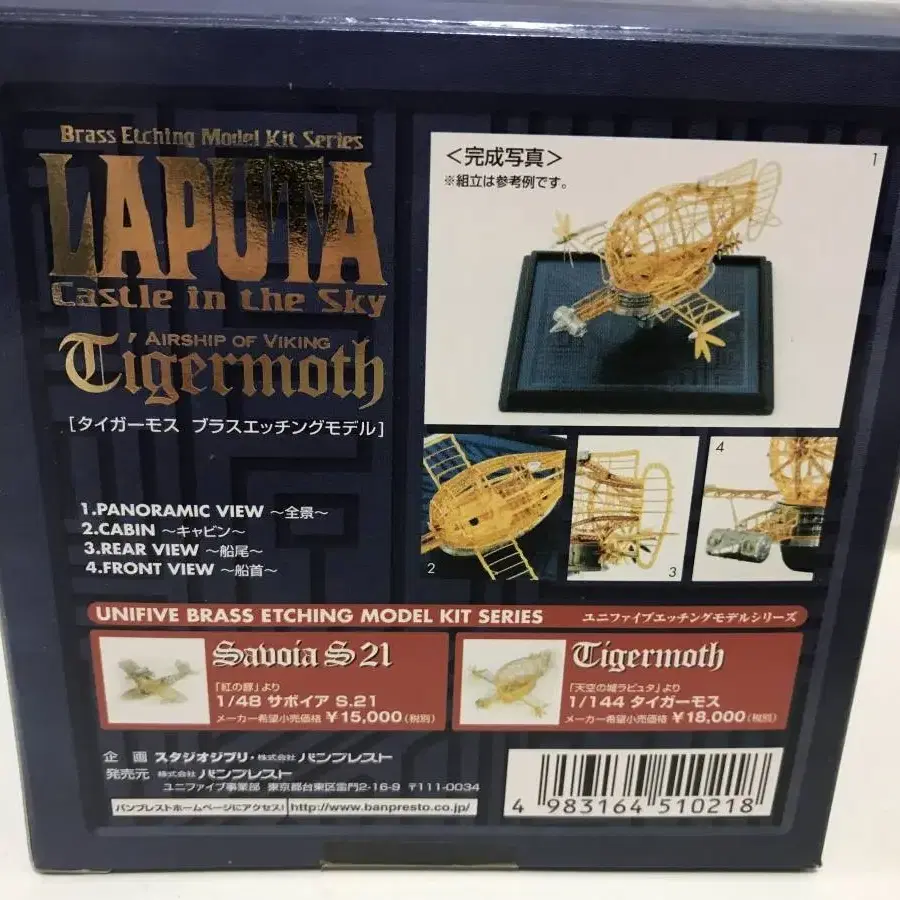 Brass Etching Model Kit Series
LAPUTA
Castle in the Sky
AIRSHIP OF VIKING
Tigermoth
[タイガーモス ブラスエッチングモデル]
1.PANORAMIC VIEW ～全景～
2.CABIN ～キャビン～
3.REAR VIEW ～船尾～
4.FRONT VIEW ～船首～
＜完成写真＞
※組立は参考例です。
1
2
3
4
UNIFIVE BRASS ETCHING MODEL KIT SERIES
ユニファイブエッチングモデルシリーズ
Savoia S 21
「紅の豚」より
1/48 サボイア S.21
メーカー希望小売価格 ￥15,000(税別)
Tigermoth
「天空の城ラピュタ」より
1/144 タイガーモス
メーカー希望小売価格 ￥18,000(税別)
企 画 スタジオジブリ・株式会社 バンプレスト
発売元 株式会社 バンプレスト
ユニファイブ事業部 東京都台東区雷門2-16-9 〒111-0034
バンプレストホームページにアクセス! http://www.banpresto.co.jp/
4 983164 510218